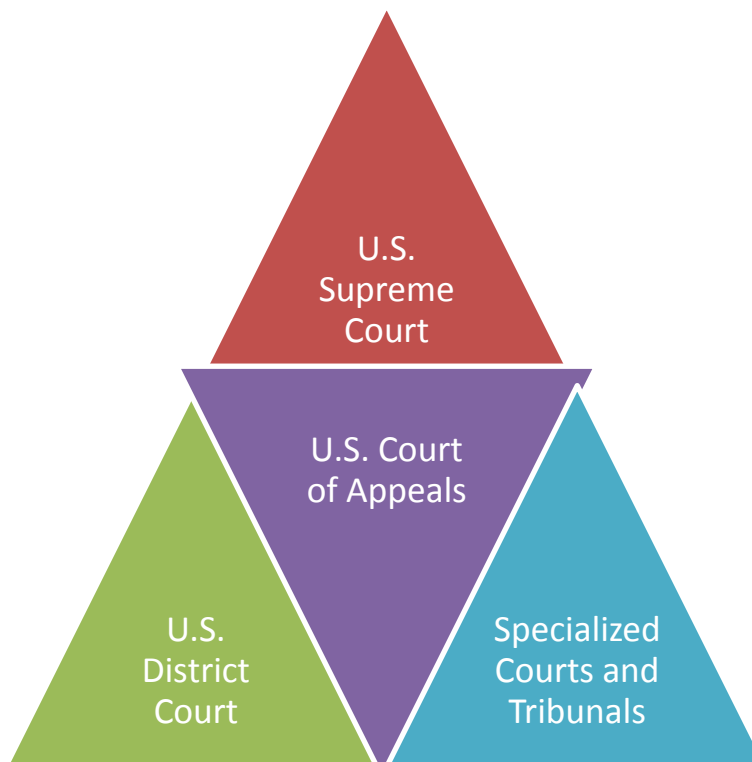 U.S.
Supreme
Court
U.S. Court
of Appeals
U.S.
District
Court
Specialized
Courts and
Tribunals